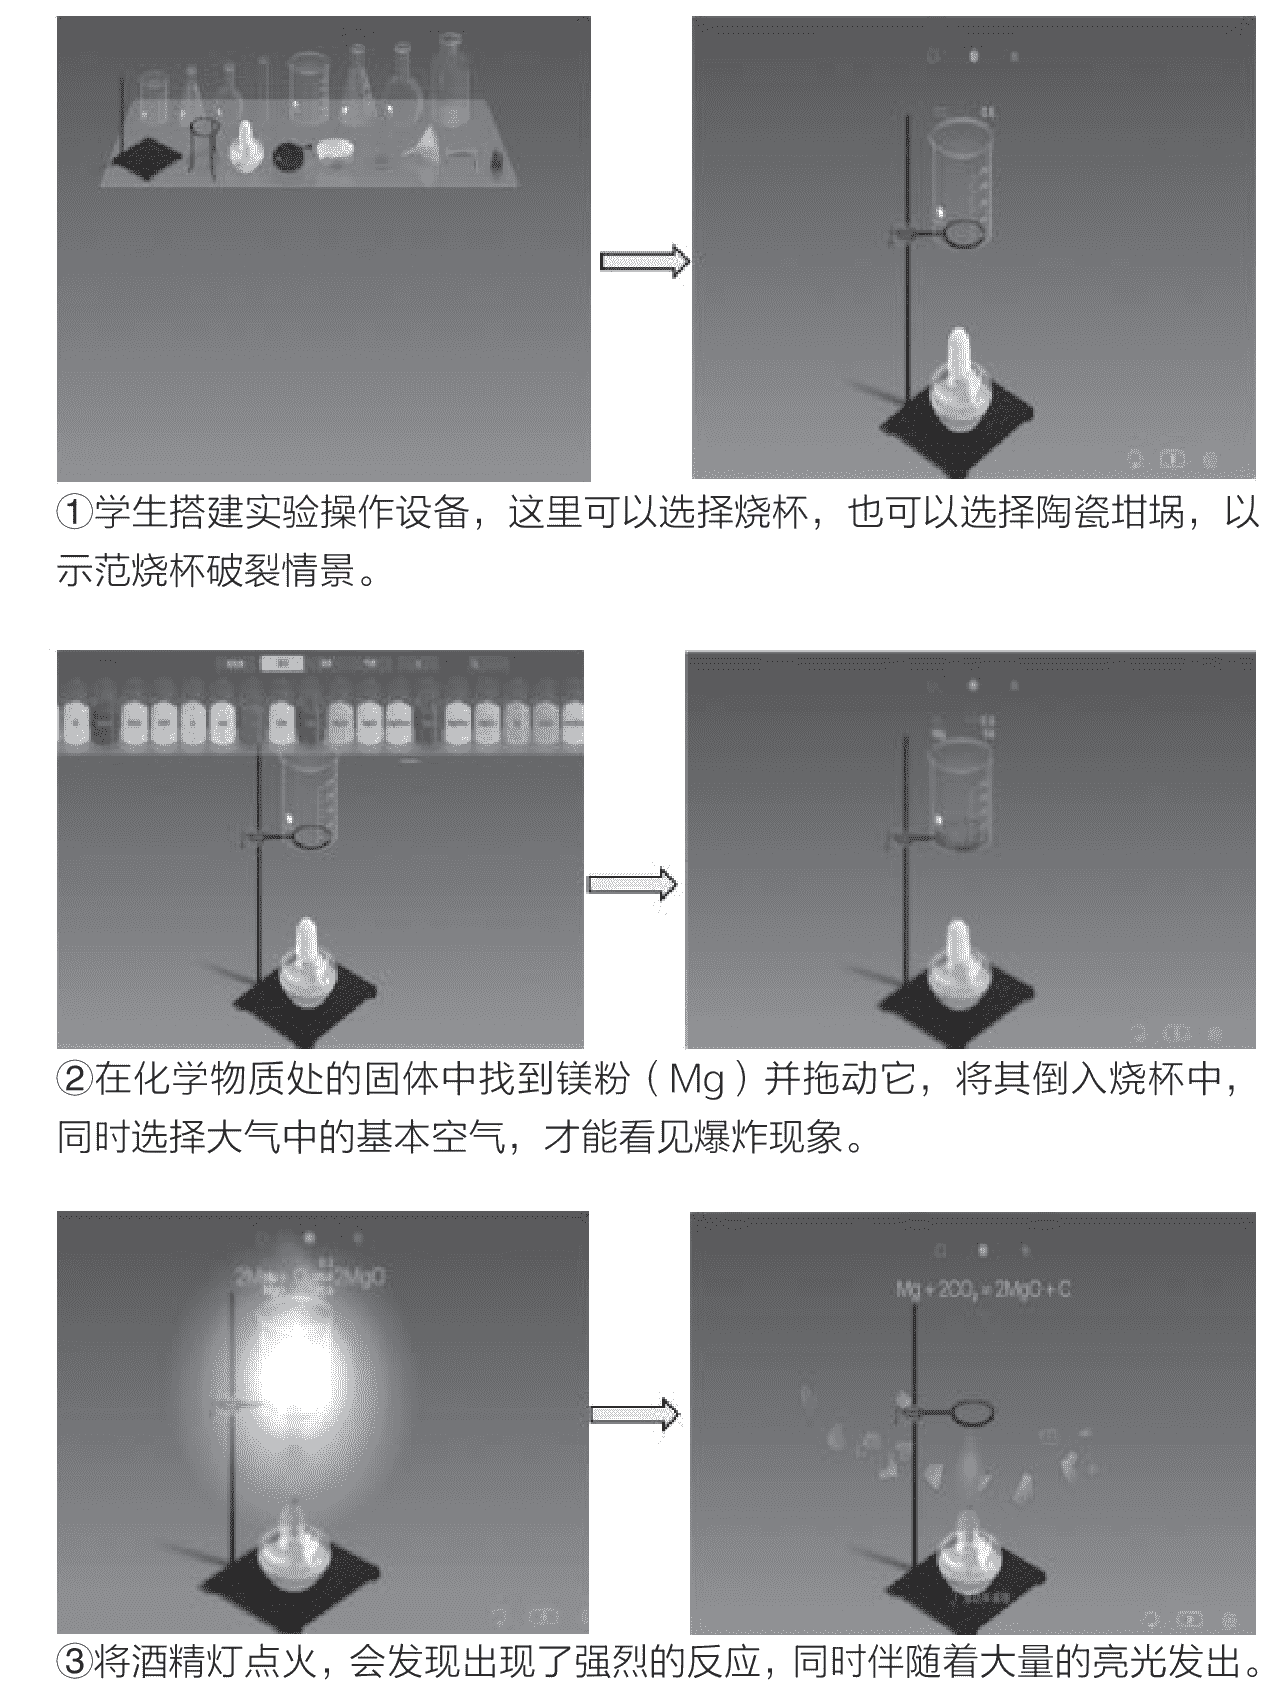 ①学生搭建实验操作设备，这里可以选择烧杯，也可以选择陶瓷坩埚，以
示范烧杯破裂情景。
②在化学物质处的固体中找到镁粉（Mg）并拖动它，将其倒入烧杯中，
同时选择大气中的基本空气，才能看见爆炸现象。
Mg + 2CO₂ = 2MgO + C
③将酒精灯点火，会发现出现了强烈的反应，同时伴随着大量的亮光发出。